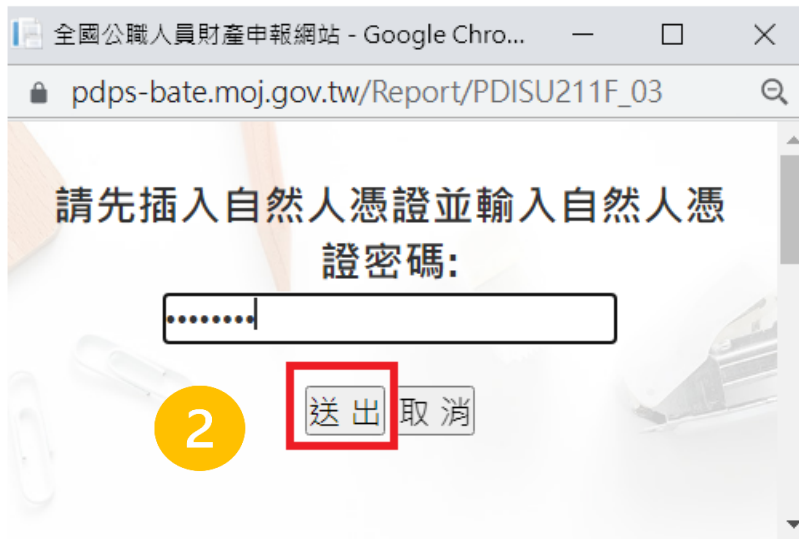 全國公職人員財產申報網站 - Google Chro...
pdps-bate.moj.gov.tw/Report/PDISU211F_03
請先插入自然人憑證並輸入自然人憑
證密碼:
••••••••
2
送 出 取 消